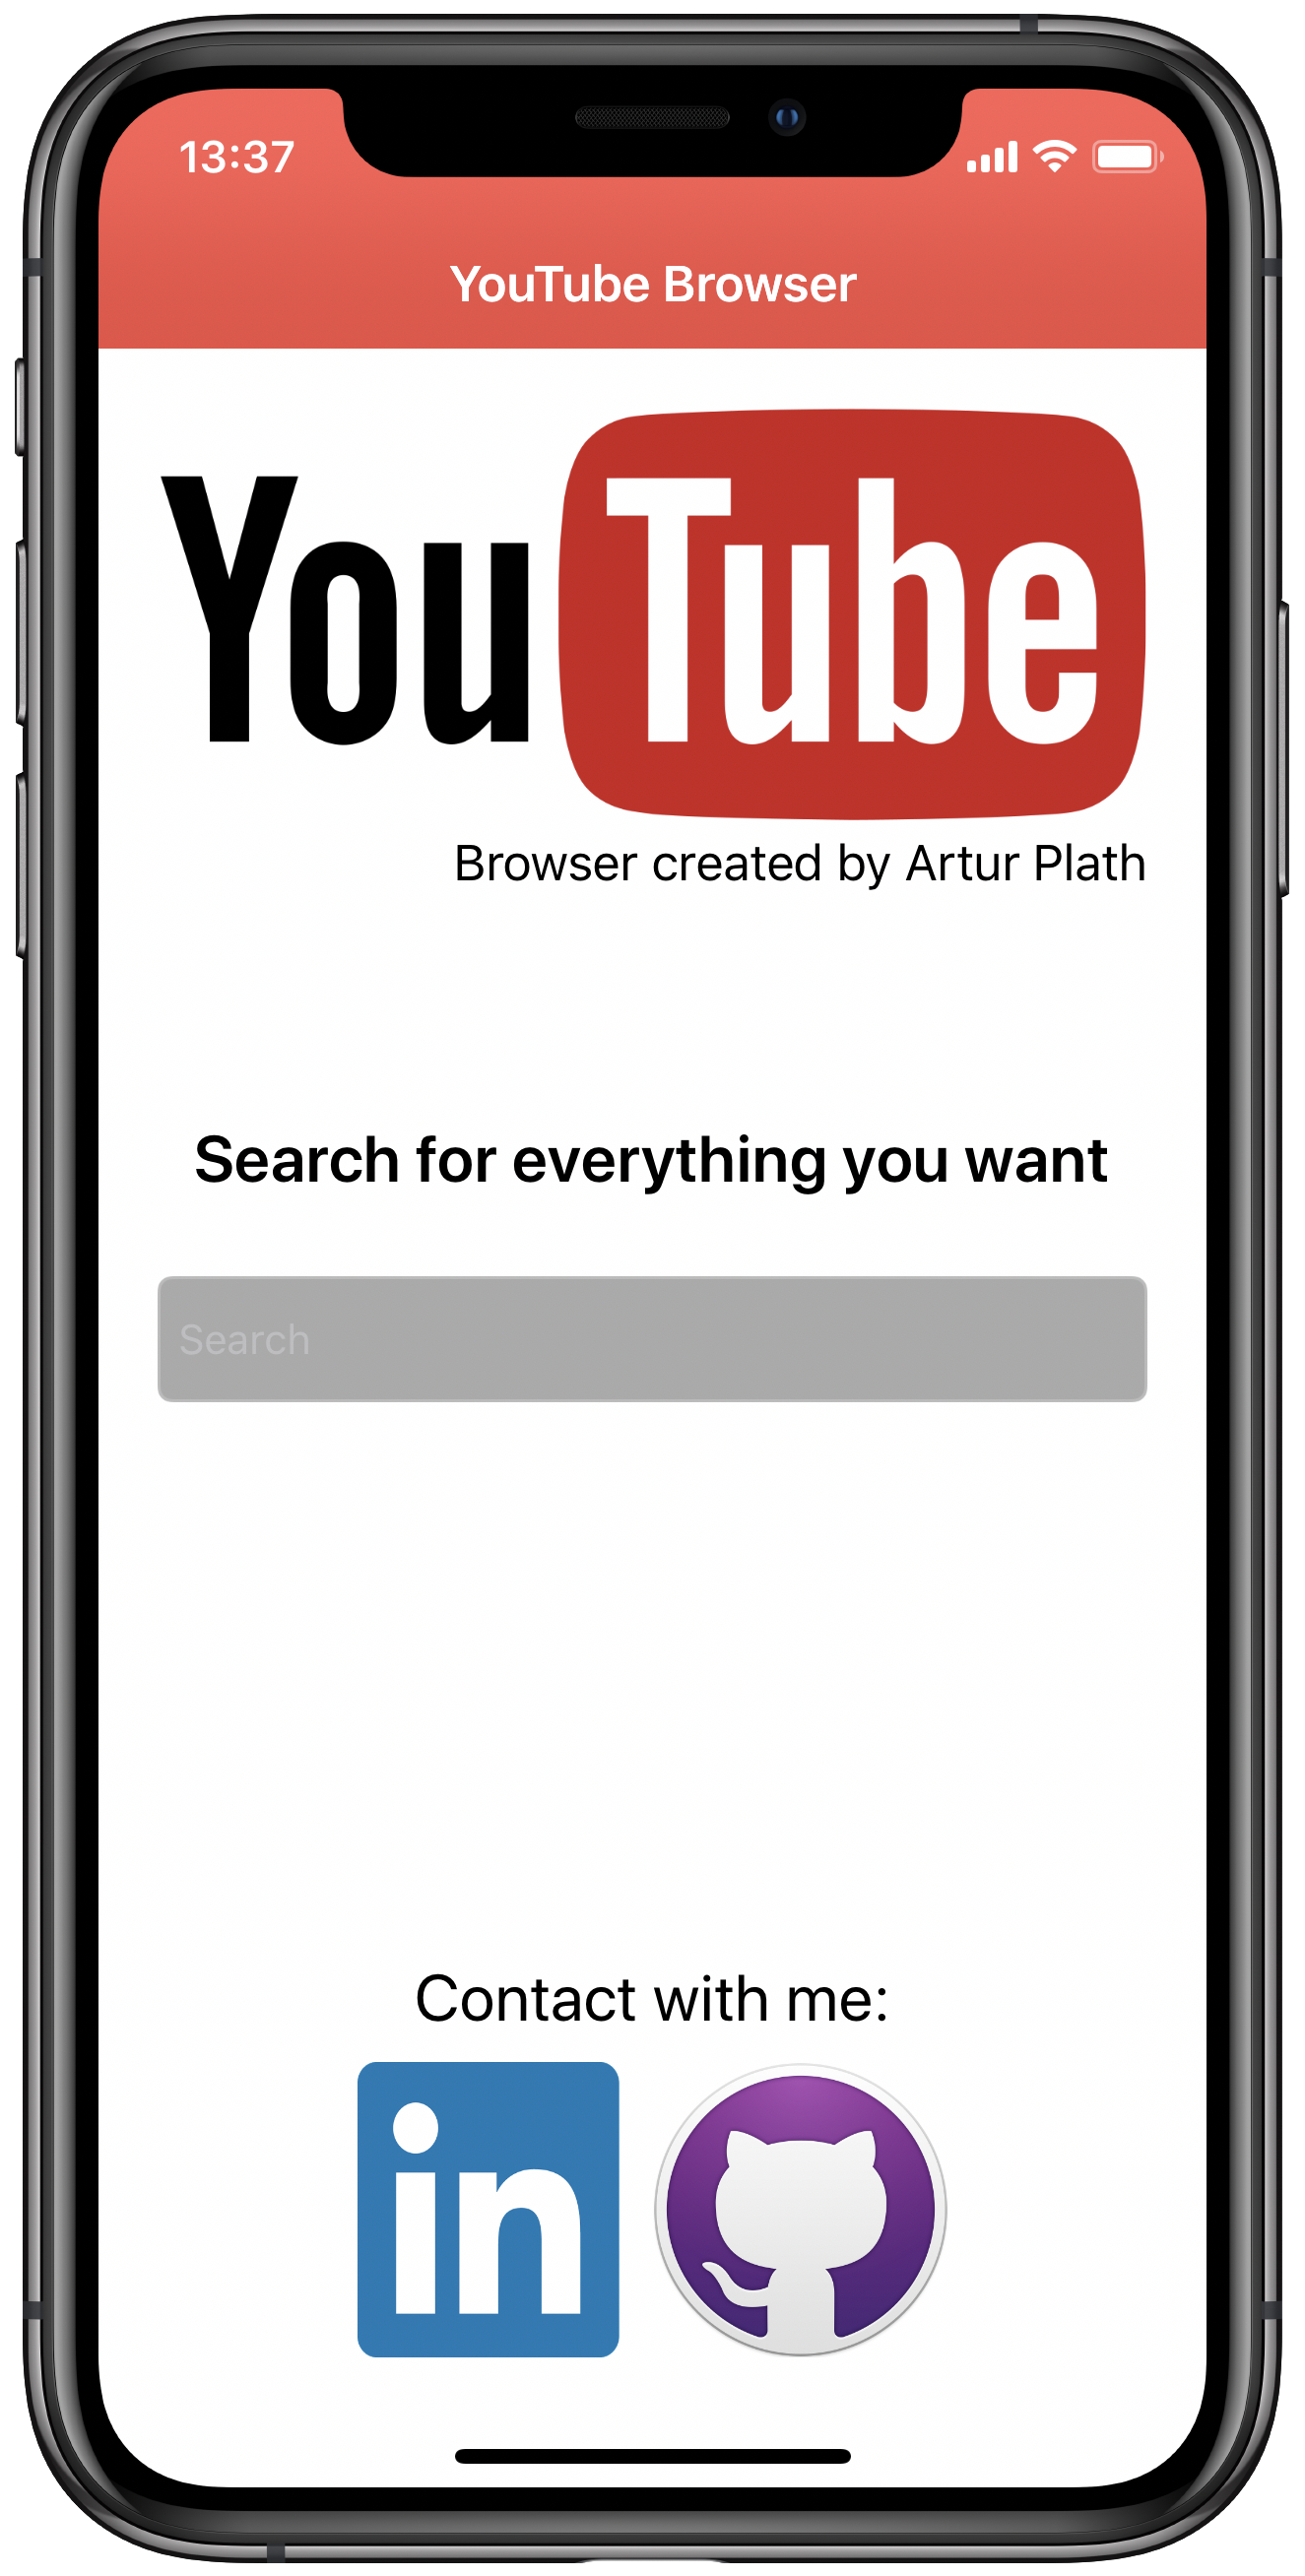 13:37
YouTube Browser
YouTube
Browser created by Artur Plath
Search for everything you want
Search
Contact with me:
in